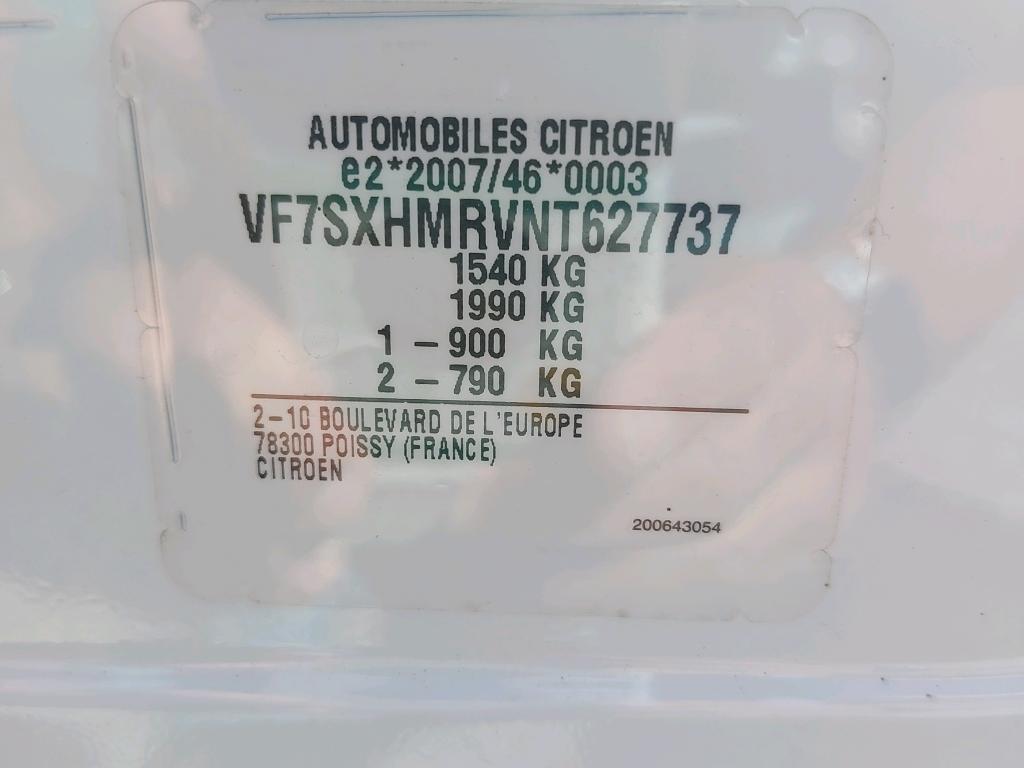 AUTOMOBILES CITROEN
e2*2007/46*0003
VF7SXHMRVNT627737
1540 KG
1990 KG
1 - 900 KG
2 - 790 KG
2-10 BOULEVARD DE L'EUROPE
78300 POISSY (FRANCE)
CITROEN
200643054